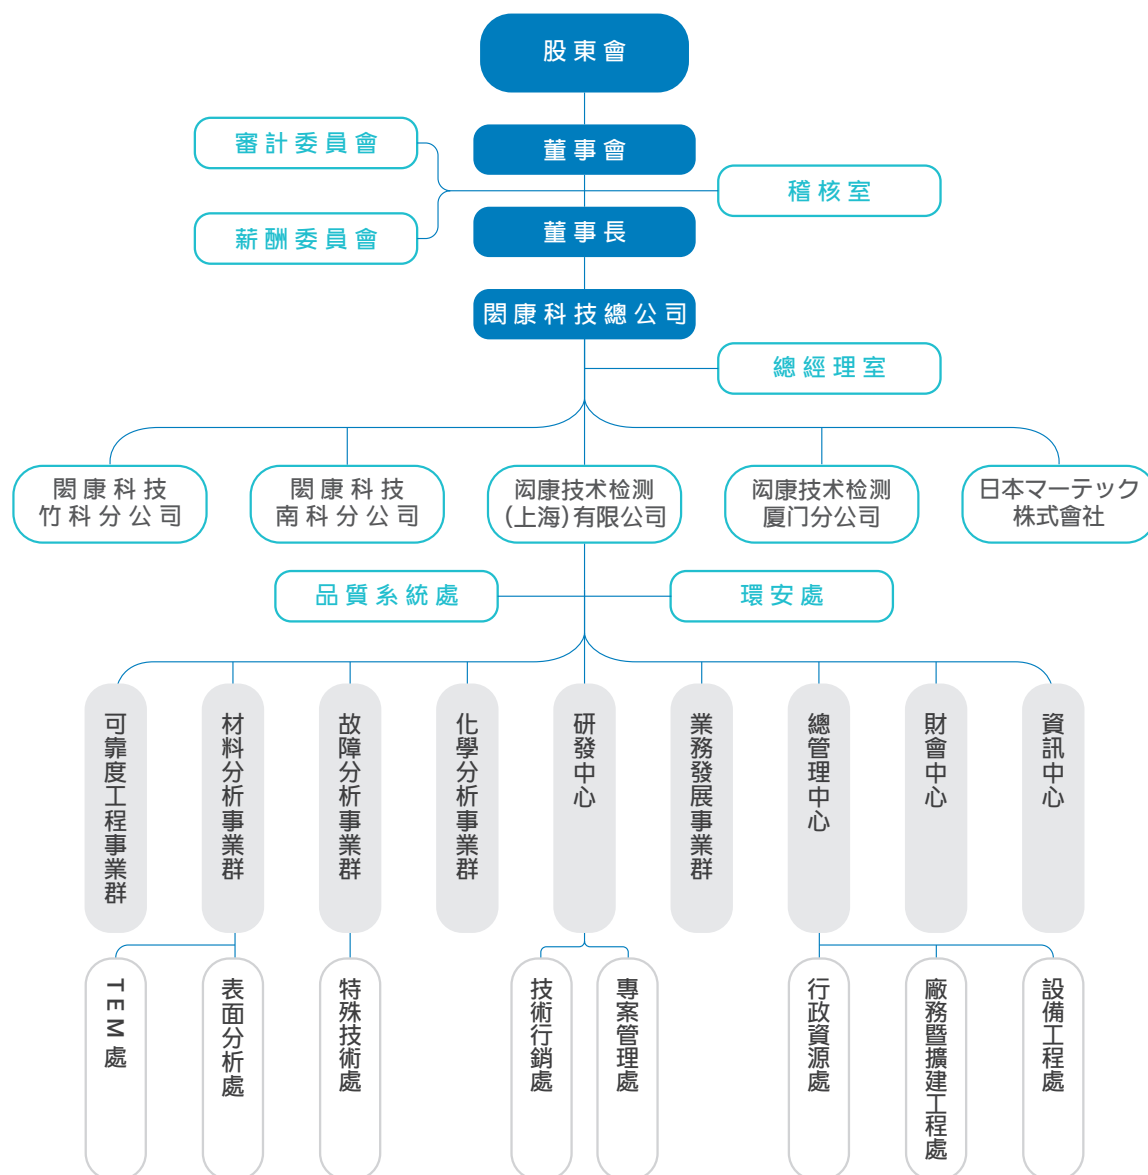 股東會
審計委員會
董事會
稽核室
薪酬委員會
董事長
閎康科技總公司
總經理室
閎康科技
竹科分公司
閎康科技
南科分公司
闳康技术检测
(上海)有限公司
闳康技术检测
厦门分公司
日本マーテック
株式會社
品質系統處
環安處
可靠度工程事業群
材料分析事業群
故障分析事業群
化學分析事業群
研發中心
業務發展事業群
總管理中心
財會中心
資訊中心
TEM處
表面分析處
特殊技術處
技術行銷處
專案管理處
行政資源處
廠務暨擴建工程處
設備工程處